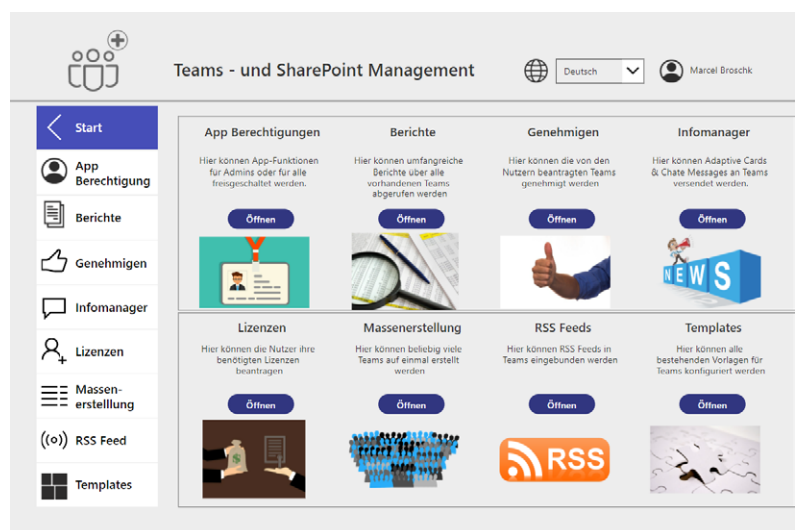 Teams - und SharePoint Management
Deutsch
Marcel Broschk
Start
App
Berechtigung
Berichte
Genehmigen
Infomanager
Lizenzen
Massen-
erstelllung
RSS Feed
Templates
App Berechtigungen
Hier können App-Funktionen
für Admins oder für alle
freigeschaltet werden.
Öffnen
Berichte
Hier können umfangreiche
Berichte über alle
vorhandenen Teams
abgerufen werden
Öffnen
Genehmigen
Hier können die von den
Nutzern beantragten Teams
genehmigt werden
Öffnen
Infomanager
Hier können Adaptive Cards
& Chate Messages an Teams
versendet werden.
Öffnen
NEWS
Lizenzen
Hier können die Nutzer ihre
benötigten Lizenzen
beantragen
Öffnen
Massenerstellung
Hier können beliebig viele
Teams auf einmal erstellt
werden
Öffnen
RSS Feeds
Hier können RSS Feeds in
Teams eingebunden werden
Öffnen
RSS
Templates
Hier können alle
bestehenden Vorlagen für
Teams konfiguriert werden
Öffnen